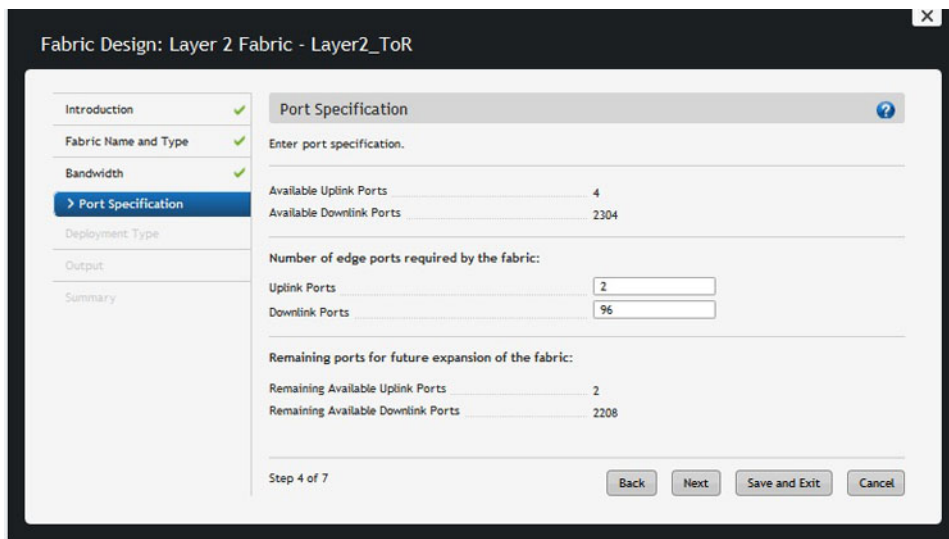 Fabric Design: Layer 2 Fabric - Layer2_ToR
Introduction
Fabric Name and Type
Bandwidth
> Port Specification
Deployment Type
Output
Summary
Port Specification
?
Enter port specification.
Available Uplink Ports 4
Available Downlink Ports 2304
Number of edge ports required by the fabric:
Uplink Ports 2
Downlink Ports 96
Remaining ports for future expansion of the fabric:
Remaining Available Uplink Ports 2
Remaining Available Downlink Ports 2208
Step 4 of 7
Back Next Save and Exit Cancel